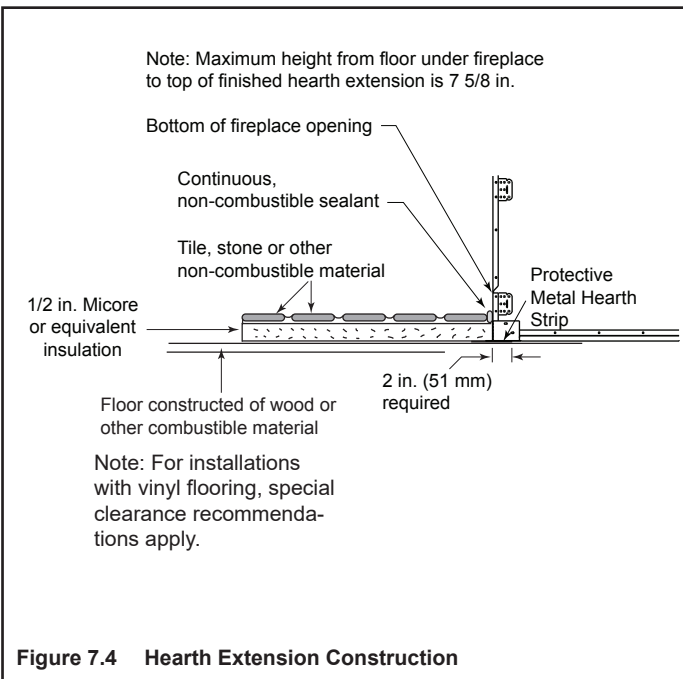 Note: Maximum height from floor under fireplace
to top of finished hearth extension is 7 5/8 in.
Bottom of fireplace opening
Continuous,
non-combustible sealant
Tile, stone or other
non-combustible material
Protective
Metal Hearth
Strip
1/2 in. Micore
or equivalent
insulation
2 in. (51 mm)
required
Floor constructed of wood or
other combustible material
Note: For installations
with vinyl flooring, special
clearance recommenda-
tions apply.
Figure 7.4 Hearth Extension Construction